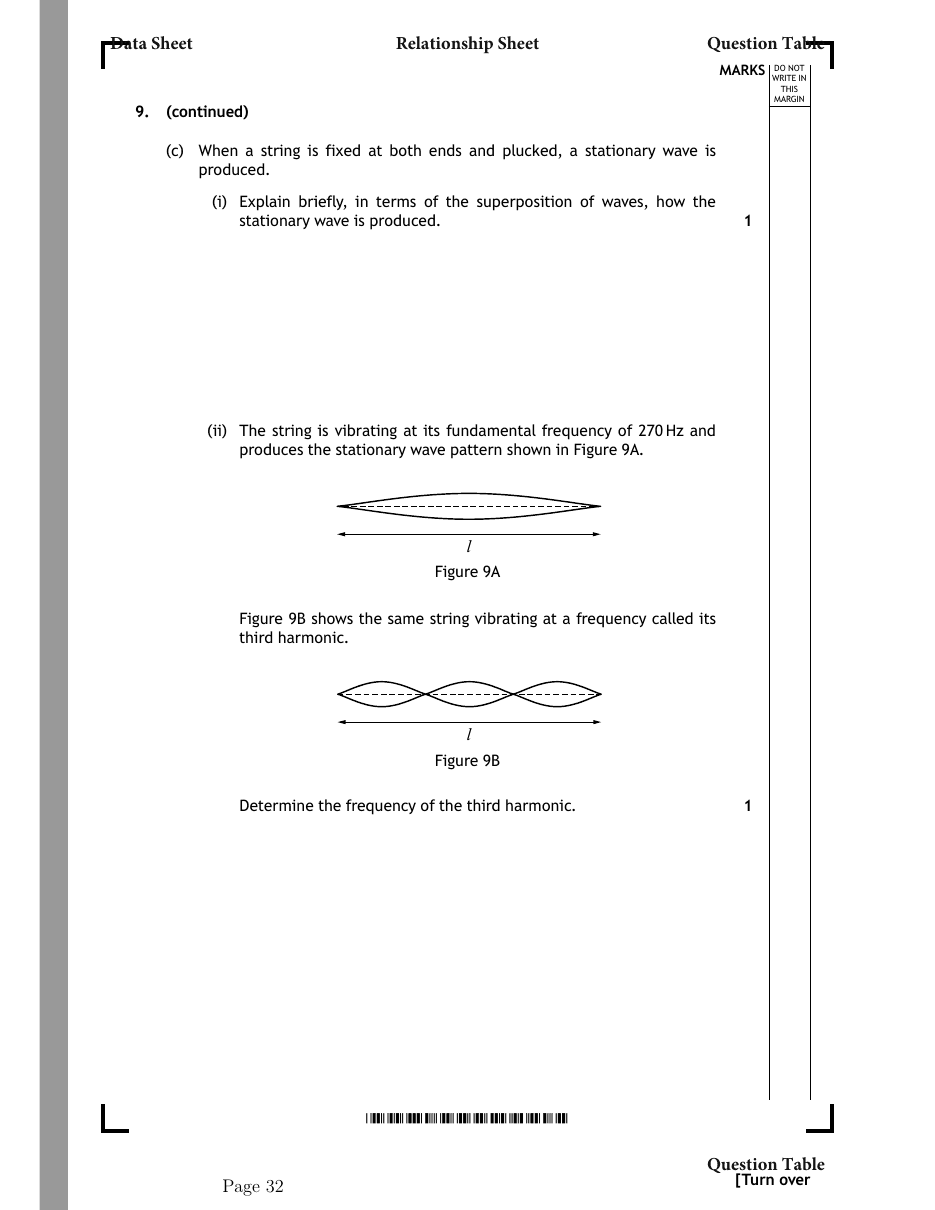 Data Sheet Relationship Sheet Question Table
MARKS
DO NOT
WRITE IN
THIS
MARGIN
9. (continued)
(c) When a string is fixed at both ends and plucked, a stationary wave is
produced.
(i) Explain briefly, in terms of the superposition of waves, how the
stationary wave is produced. 1
(ii) The string is vibrating at its fundamental frequency of 270 Hz and
produces the stationary wave pattern shown in Figure 9A.
l
Figure 9A
Figure 9B shows the same string vibrating at a frequency called its
third harmonic.
l
Figure 9B
Determine the frequency of the third harmonic. 1
Question Table
[Turn over
Page 32